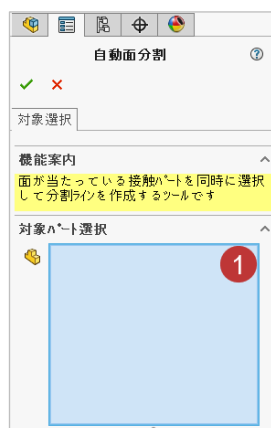 自動面分割
対象選択
機能案内
面が当たっている接触ﾊﾟｰﾄを同時に選択
して分割ﾗｲﾝを作成するﾂｰﾙです
対象ﾊﾟｰﾄ選択
1